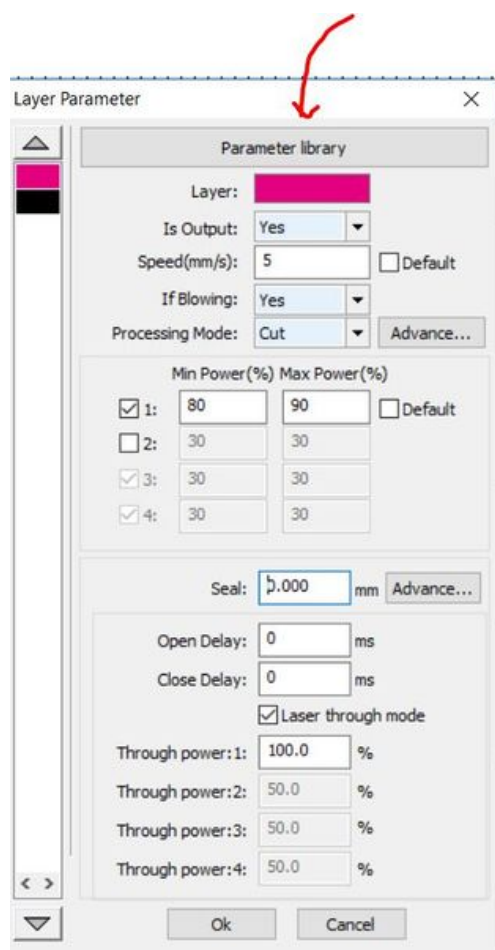 Layer Parameter
Parameter library
Layer:
Is Output: Yes
Speed(mm/s): 5 Default
If Blowing: Yes
Processing Mode: Cut Advance...
Min Power(%) Max Power(%)
1: 80 90 Default
2: 30 30
3: 30 30
4: 30 30
Seal: 0.000 mm Advance...
Open Delay: 0 ms
Close Delay: 0 ms
Laser through mode
Through power:1: 100.0 %
Through power:2: 50.0 %
Through power:3: 50.0 %
Through power:4: 50.0 %
Ok Cancel